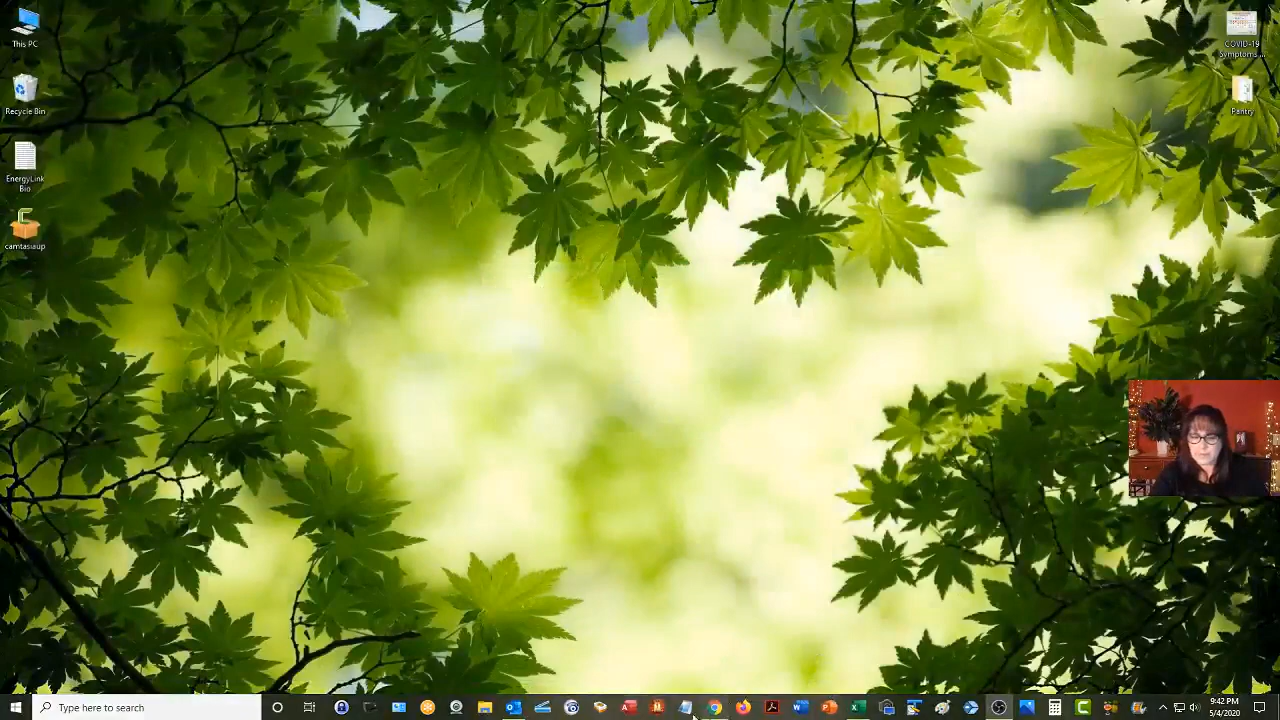 This PC
Recycle Bin
EnergyLink
Bio
camtasiaup
COVID-19
Symptoms ...
Pantry
Type here to search
9:42 PM
5/4/2020